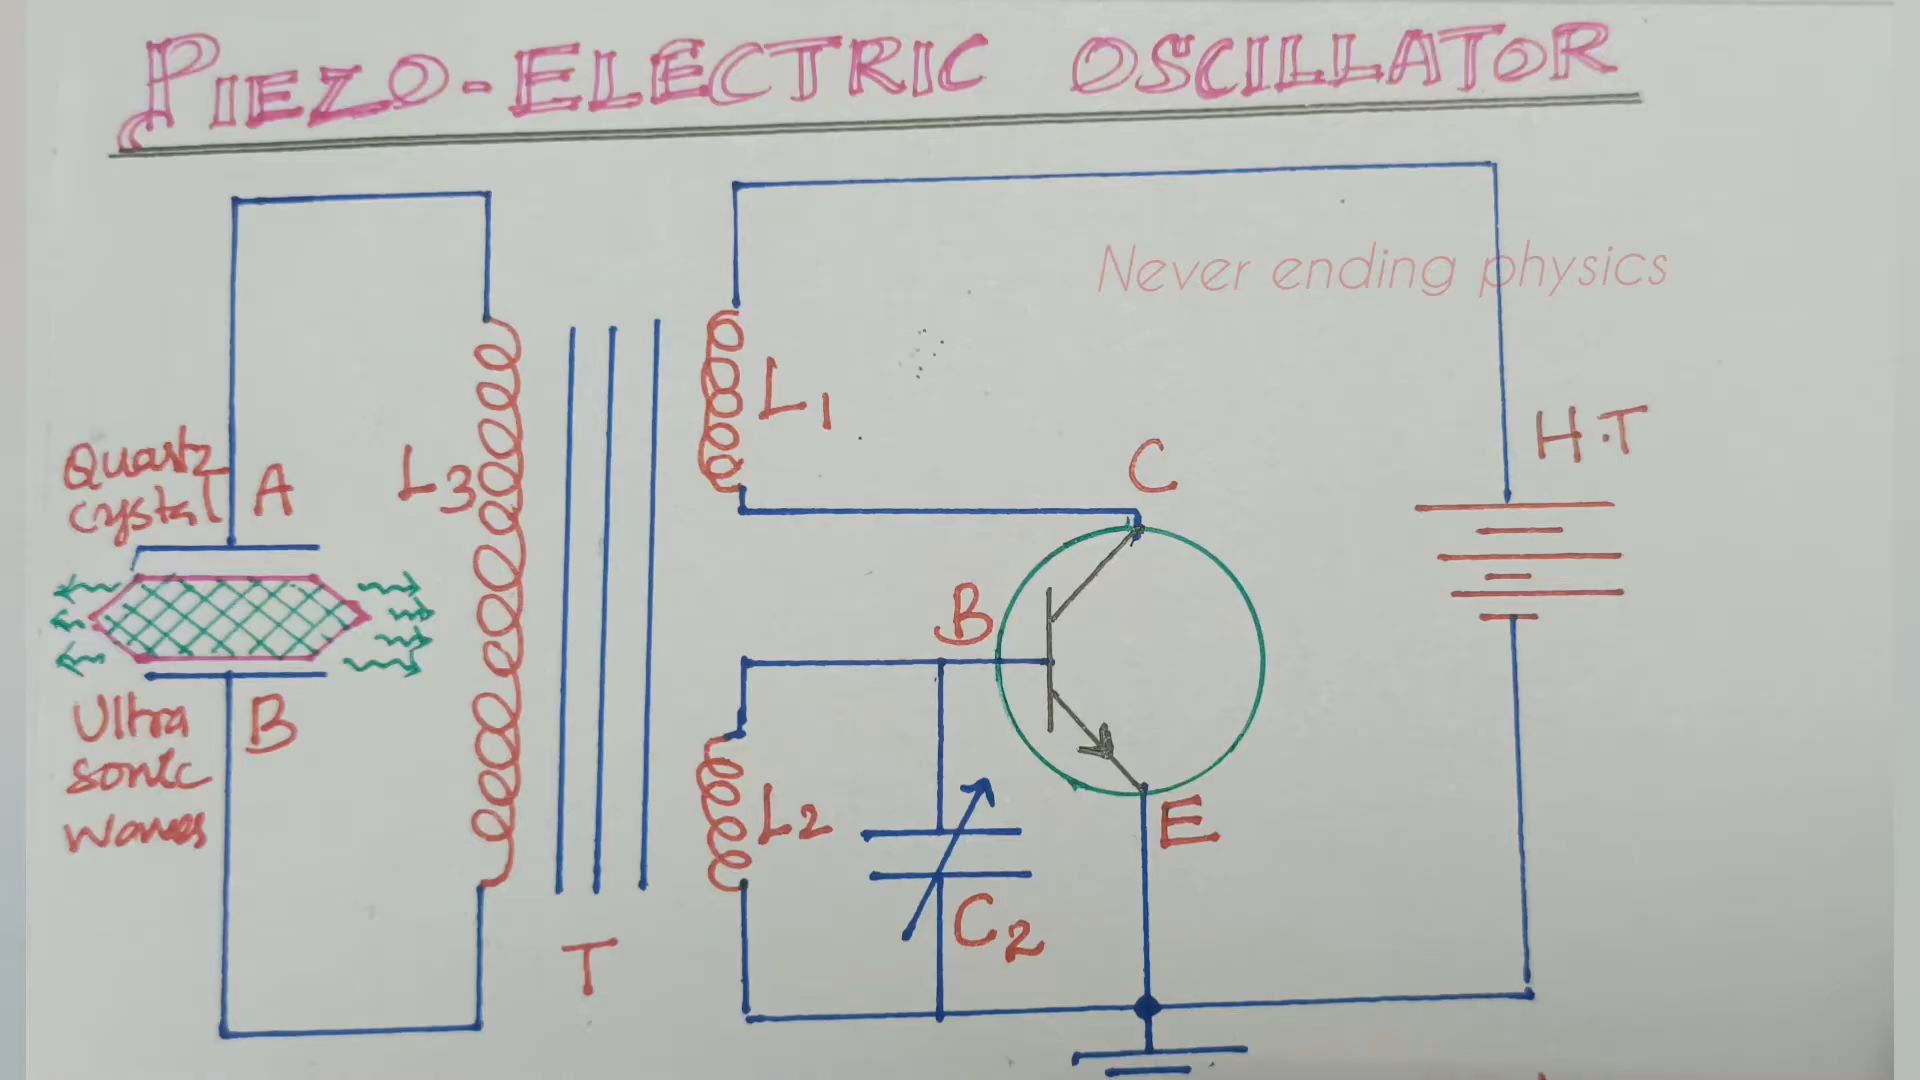 PIEZO-ELECTRIC OSCILLATOR
Never ending physics
Quartz
crystal
A
L3
L1
H.T
C
B
B
Ultra
sonic
waves
L2
E
C2
T